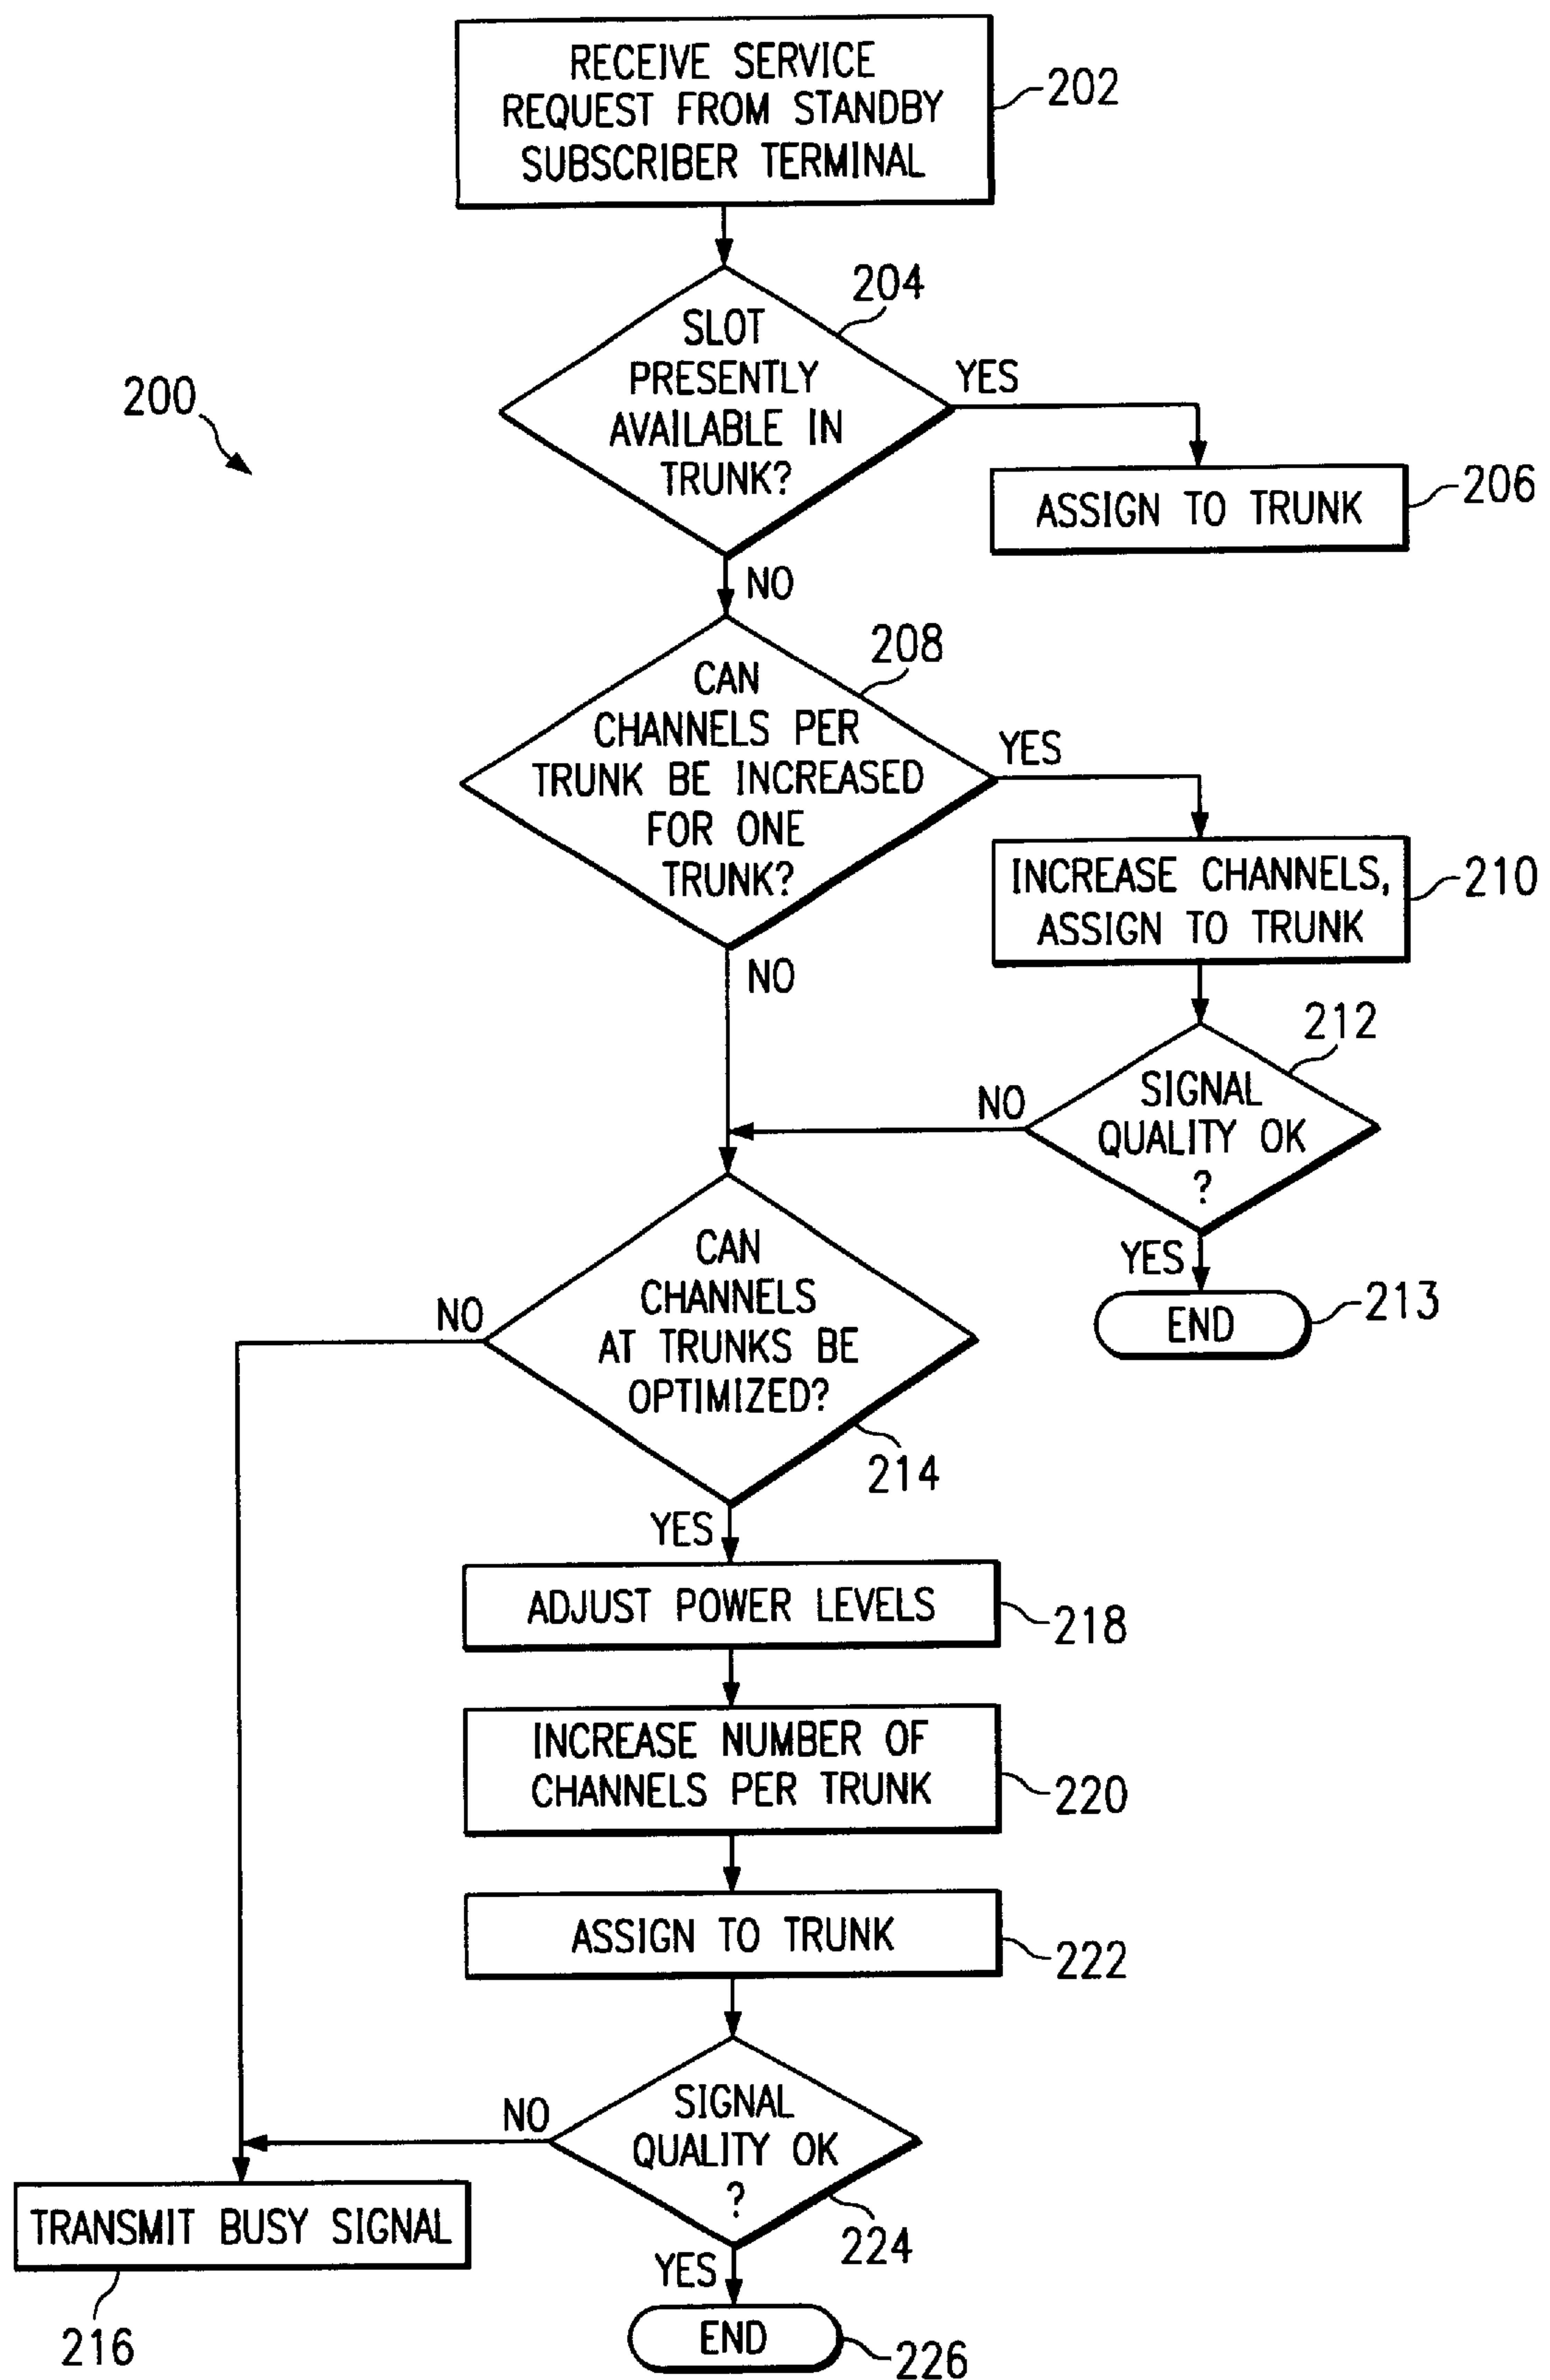 RECEIVE SERVICE
REQUEST FROM STANDBY
SUBSCRIBER TERMINAL
202
204
SLOT
PRESENTLY
AVAILABLE IN
TRUNK?
YES
200
ASSIGN TO TRUNK
206
NO
208
CAN
CHANNELS PER
TRUNK BE INCREASED
FOR ONE
TRUNK?
YES
INCREASE CHANNELS,
ASSIGN TO TRUNK
210
NO
212
SIGNAL
QUALITY OK
?
NO
YES
END
213
CAN
CHANNELS
AT TRUNKS BE
OPTIMIZED?
NO
214
YES
ADJUST POWER LEVELS
218
INCREASE NUMBER OF
CHANNELS PER TRUNK
220
ASSIGN TO TRUNK
222
SIGNAL
QUALITY OK
?
NO
224
TRANSMIT BUSY SIGNAL
216
YES
END
226